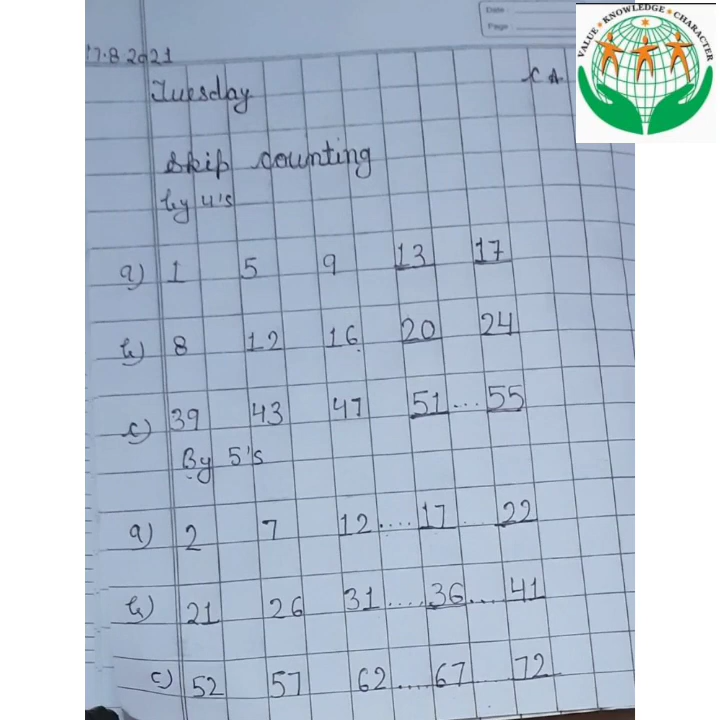 Date
Page
VALUE ★ KNOWLEDGE ★ CHARACTER
17.8 2021
C A
Tuesday
Skip counting
by 4's
a) 1 5 9 13 17
b) 8 12 16 20 24
c) 39 43 47 51...55
By 5's
a) 2 7 12....17 22
b) 21 26 31....36...41
c) 52 57 62....67 72